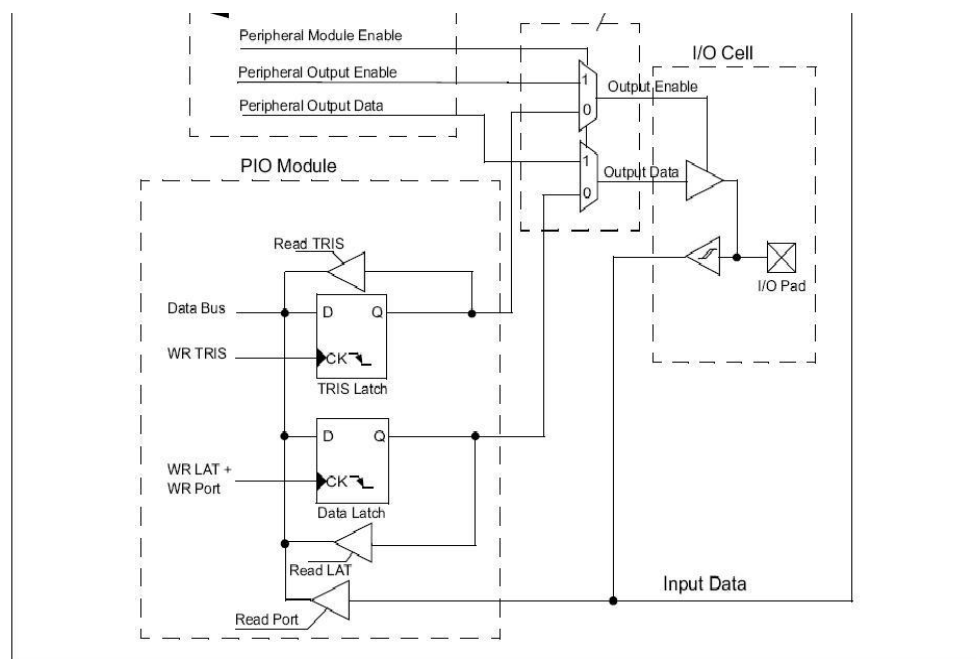 Peripheral Module Enable
I/O Cell
Peripheral Output Enable
1
Output Enable
Peripheral Output Data
0
PIO Module
1
Output Data
0
Read TRIS
I/O Pad
Data Bus
D
Q
WR TRIS
CK
TRIS Latch
D
Q
WR LAT +
WR Port
CK
Data Latch
Read LAT
Input Data
Read Port